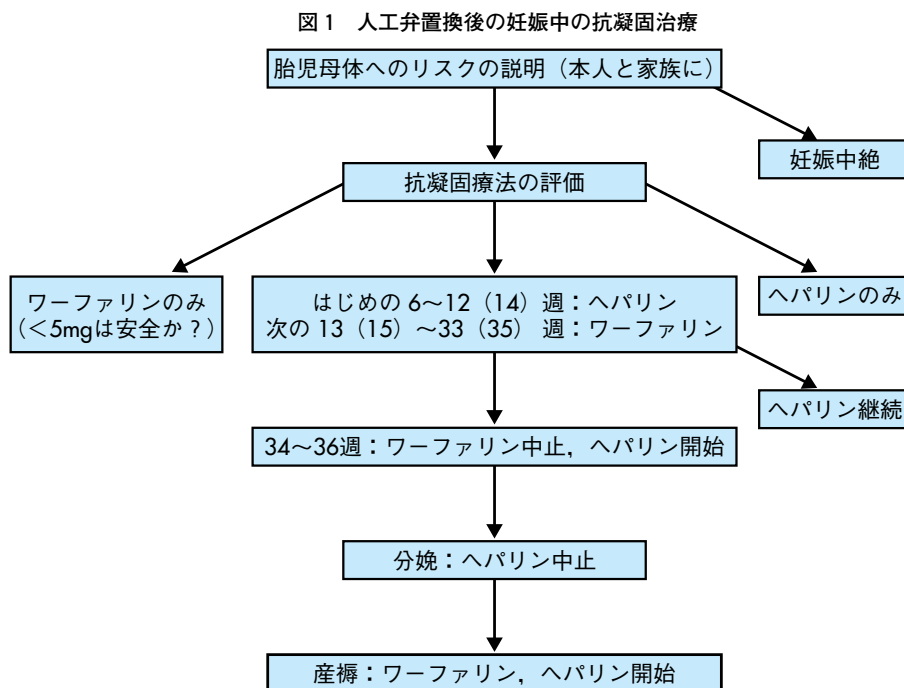 図1 人工弁置換後の妊娠中の抗凝固治療
胎児母体へのリスクの説明（本人と家族に）
妊娠中絶
抗凝固療法の評価
ワーファリンのみ
（＜5mgは安全か？）
はじめの 6〜12（14）週：ヘパリン
次の 13（15）〜33（35） 週：ワーファリン
ヘパリンのみ
ヘパリン継続
34〜36週：ワーファリン中止，ヘパリン開始
分娩：ヘパリン中止
産褥：ワーファリン，ヘパリン開始